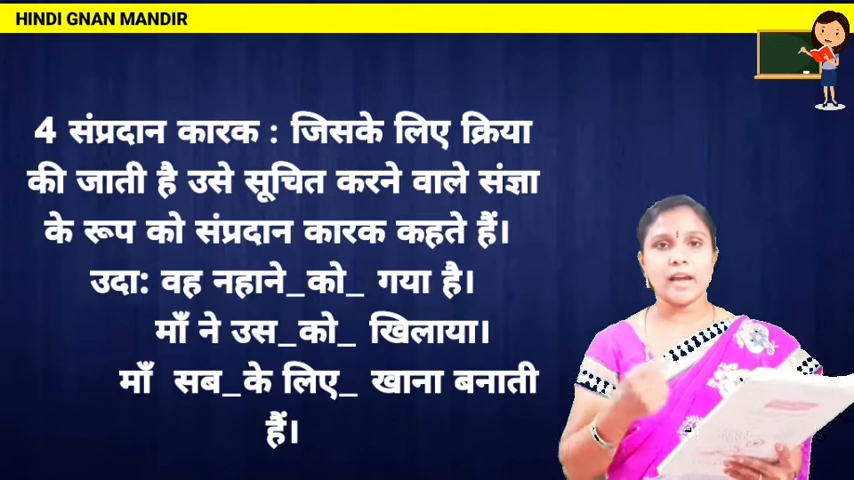 HINDI GNAN MANDIR
4 संप्रदान कारक : जिसके लिए क्रिया
की जाती है उसे सूचित करने वाले संज्ञा
के रूप को संप्रदान कारक कहते हैं।
उदा: वह नहाने_को_ गया है।
माँ ने उस_को_ खिलाया।
माँ सब_के लिए_ खाना बनाती
हैं।